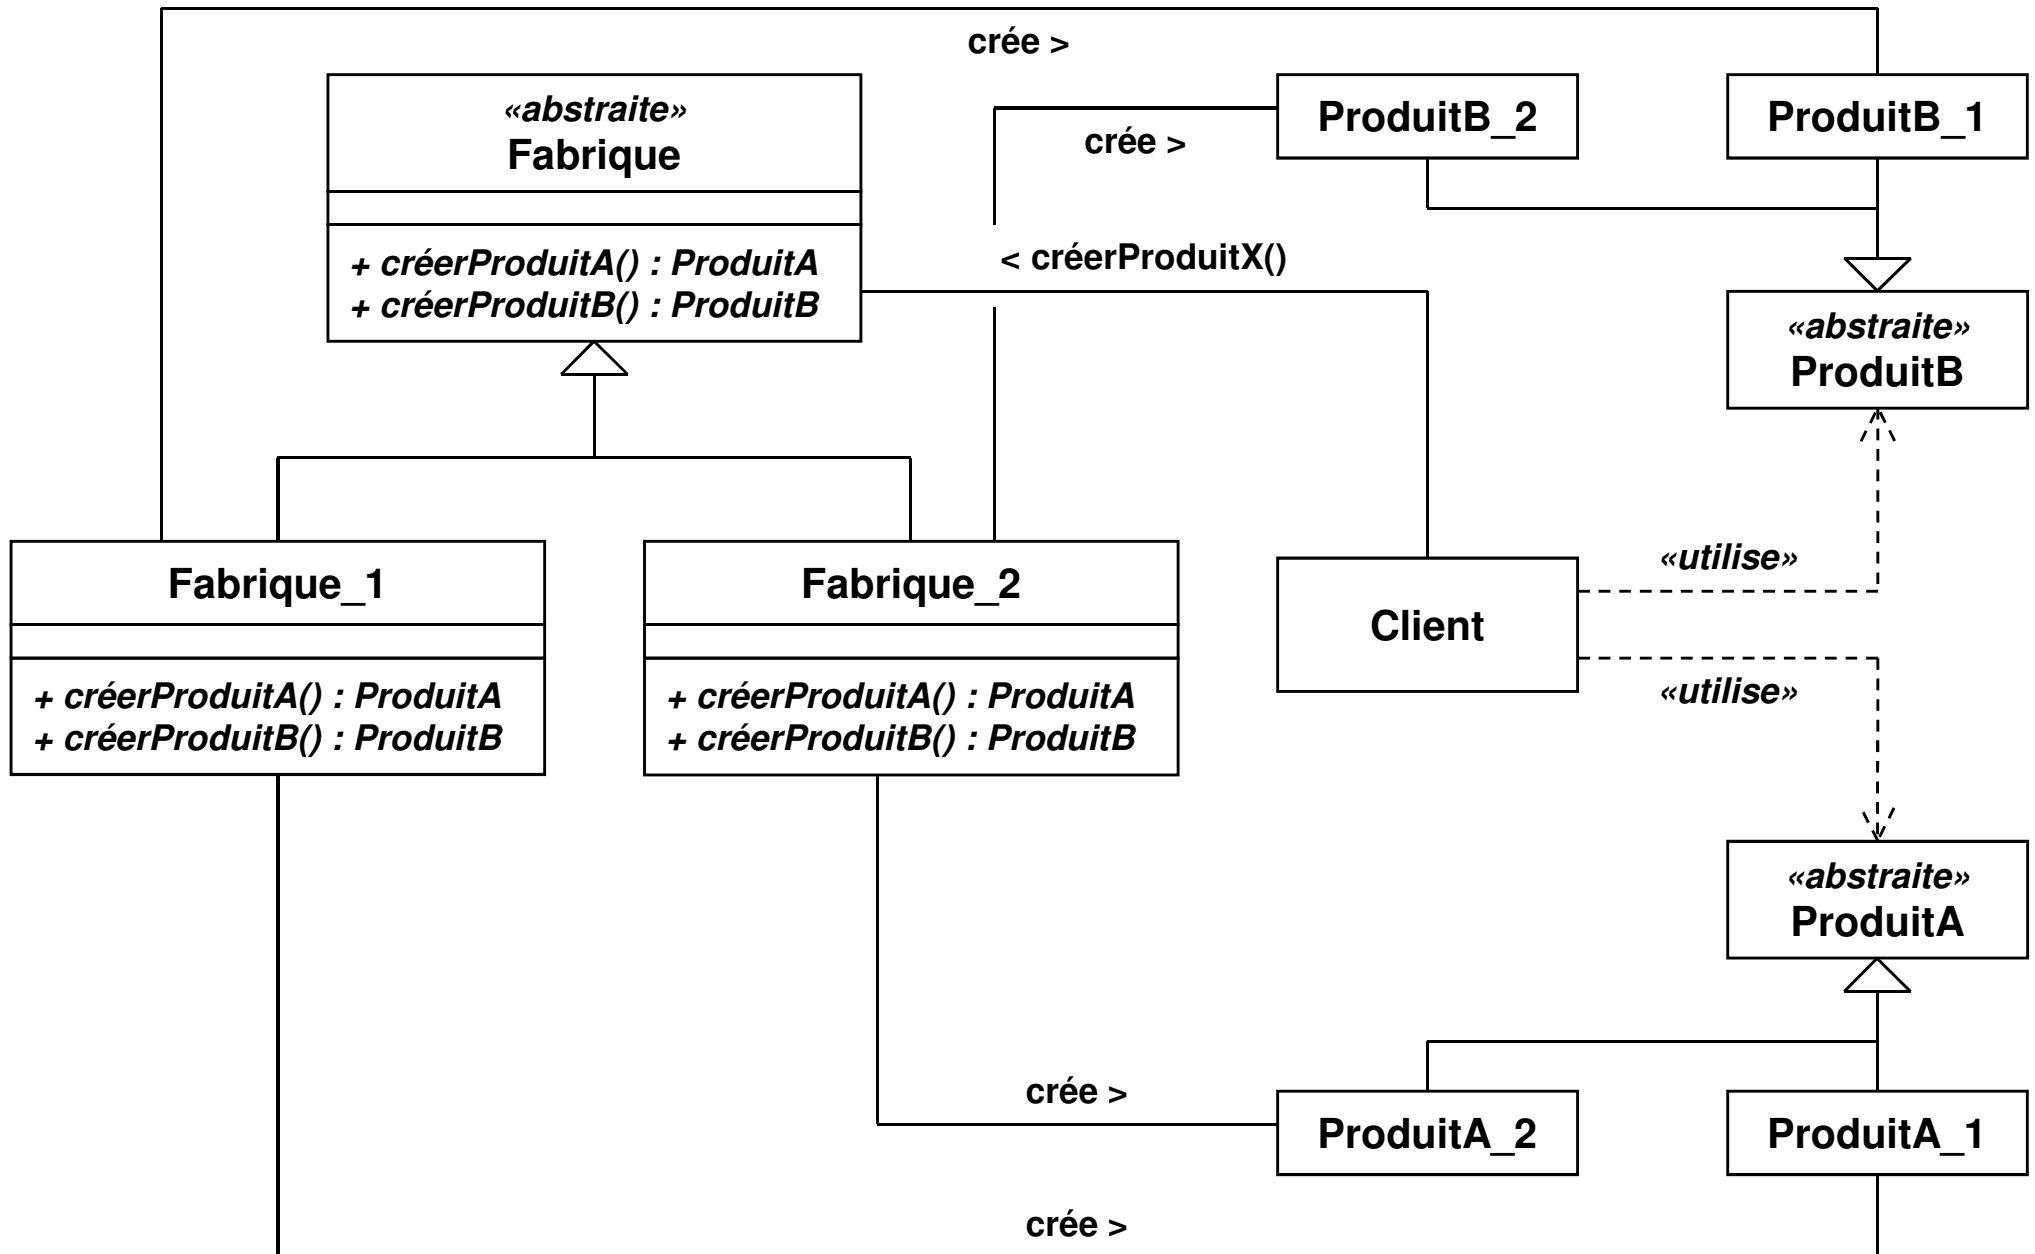 crée >
«abstraite»
Fabrique
+ créerProduitA() : ProduitA
+ créerProduitB() : ProduitB
crée >
ProduitB_2
ProduitB_1
< créerProduitX()
«abstraite»
ProduitB
Fabrique_1
+ créerProduitA() : ProduitA
+ créerProduitB() : ProduitB
Fabrique_2
+ créerProduitA() : ProduitA
+ créerProduitB() : ProduitB
Client
«utilise»
«utilise»
«abstraite»
ProduitA
crée >
ProduitA_2
ProduitA_1
crée >